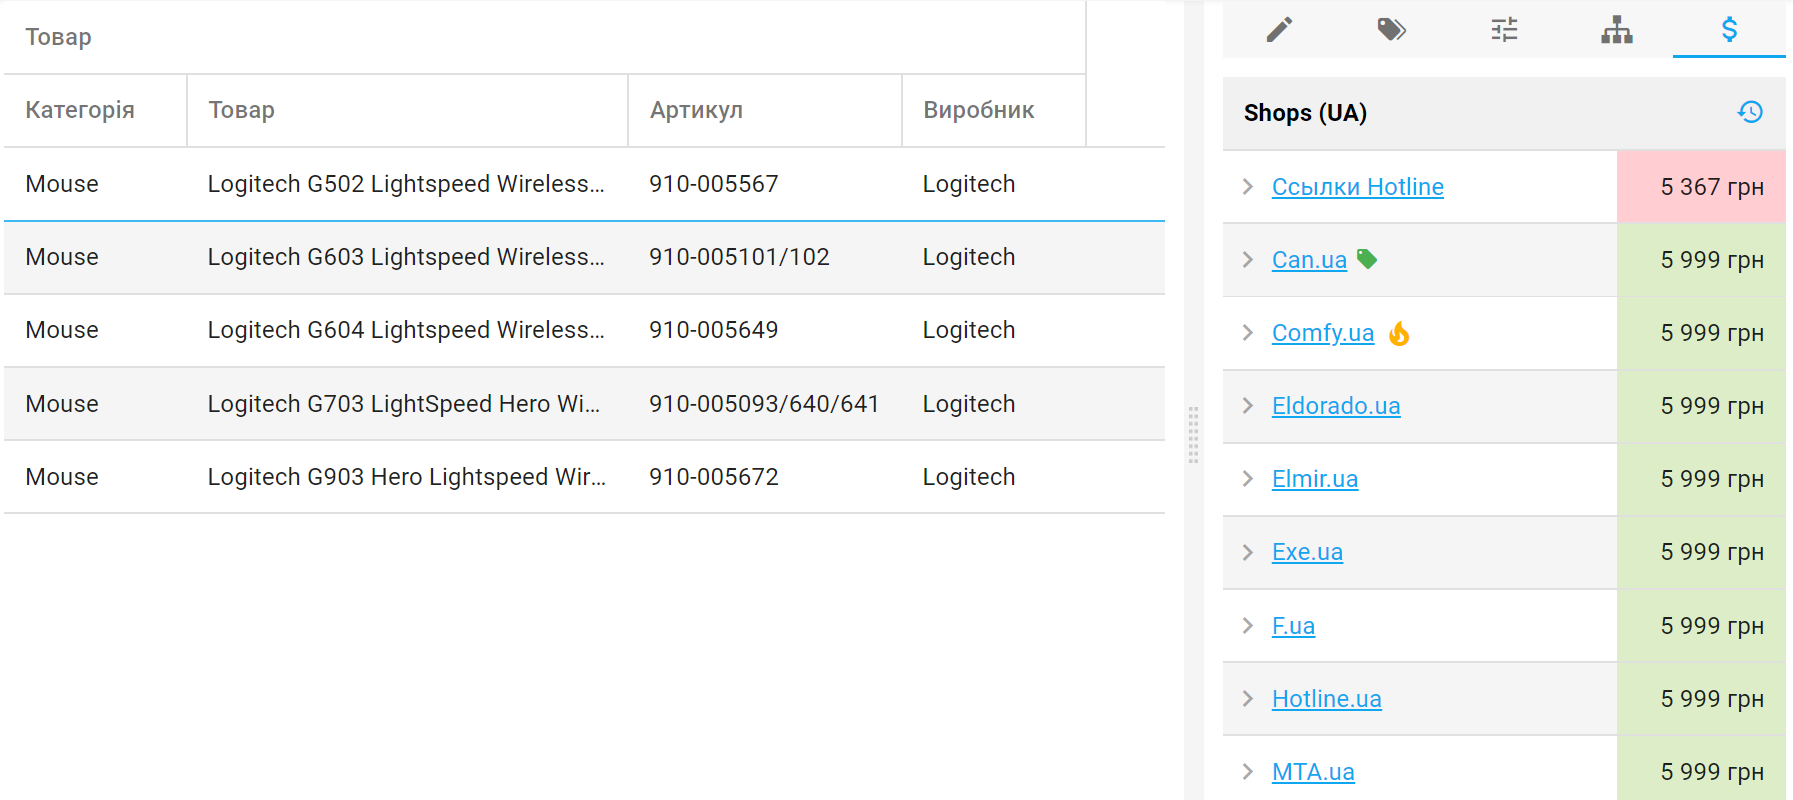 Товар
Категорія Товар Артикул Виробник
Mouse Logitech G502 Lightspeed Wireless... 910-005567 Logitech
Mouse Logitech G603 Lightspeed Wireless... 910-005101/102 Logitech
Mouse Logitech G604 Lightspeed Wireless... 910-005649 Logitech
Mouse Logitech G703 LightSpeed Hero Wi... 910-005093/640/641 Logitech
Mouse Logitech G903 Hero Lightspeed Wir... 910-005672 Logitech
Shops (UA)
Ссылки Hotline 5 367 грн
Can.ua 5 999 грн
Comfy.ua 5 999 грн
Eldorado.ua 5 999 грн
Elmir.ua 5 999 грн
Exe.ua 5 999 грн
F.ua 5 999 грн
Hotline.ua 5 999 грн
MTA.ua 5 999 грн